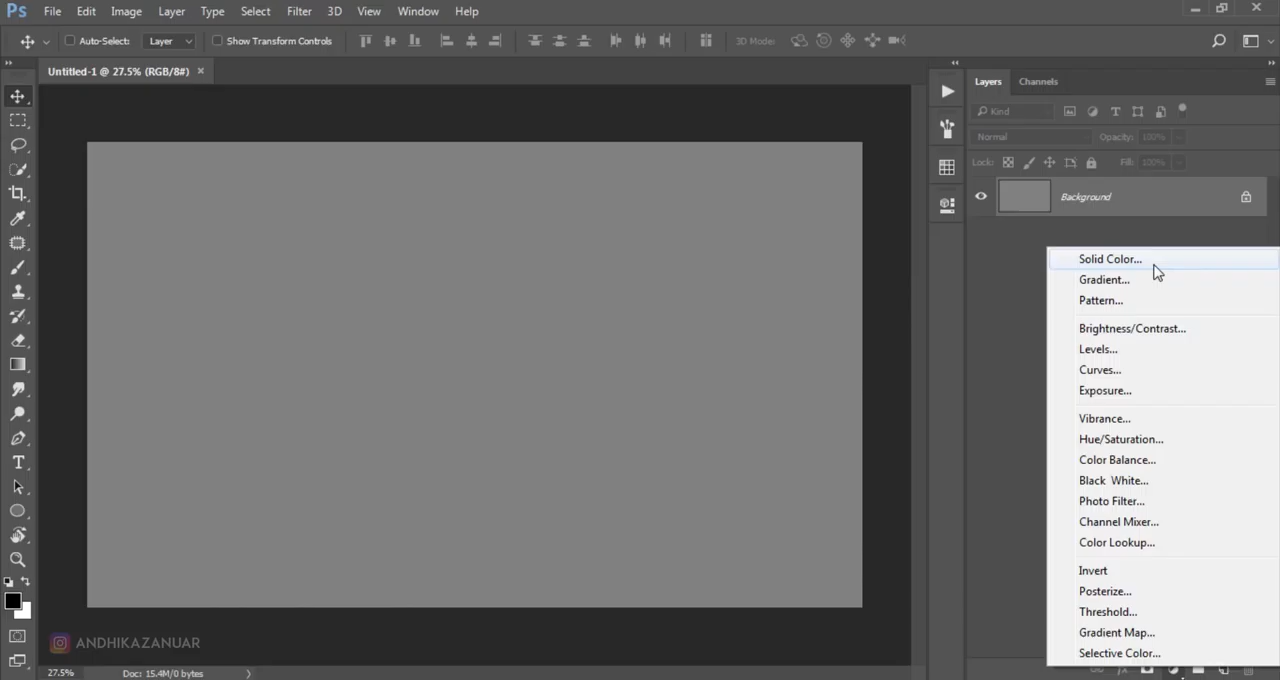 Ps File Edit Image Layer Type Select Filter 3D View Window Help
Auto-Select: Layer Show Transform Controls 3D Mode:
Untitled-1 @ 27.5% (RGB/8#) ×
Layers Channels
Kind
Normal Opacity: 100%
Lock: Fill: 100%
Background
Solid Color...
Gradient...
Pattern...
Brightness/Contrast...
Levels...
Curves...
Exposure...
Vibrance...
Hue/Saturation...
Color Balance...
Black White...
Photo Filter...
Channel Mixer...
Color Lookup...
Invert
Posterize...
Threshold...
Gradient Map...
Selective Color...
ANDHIKAZANUAR
27.5% Doc: 15.4M/0 bytes